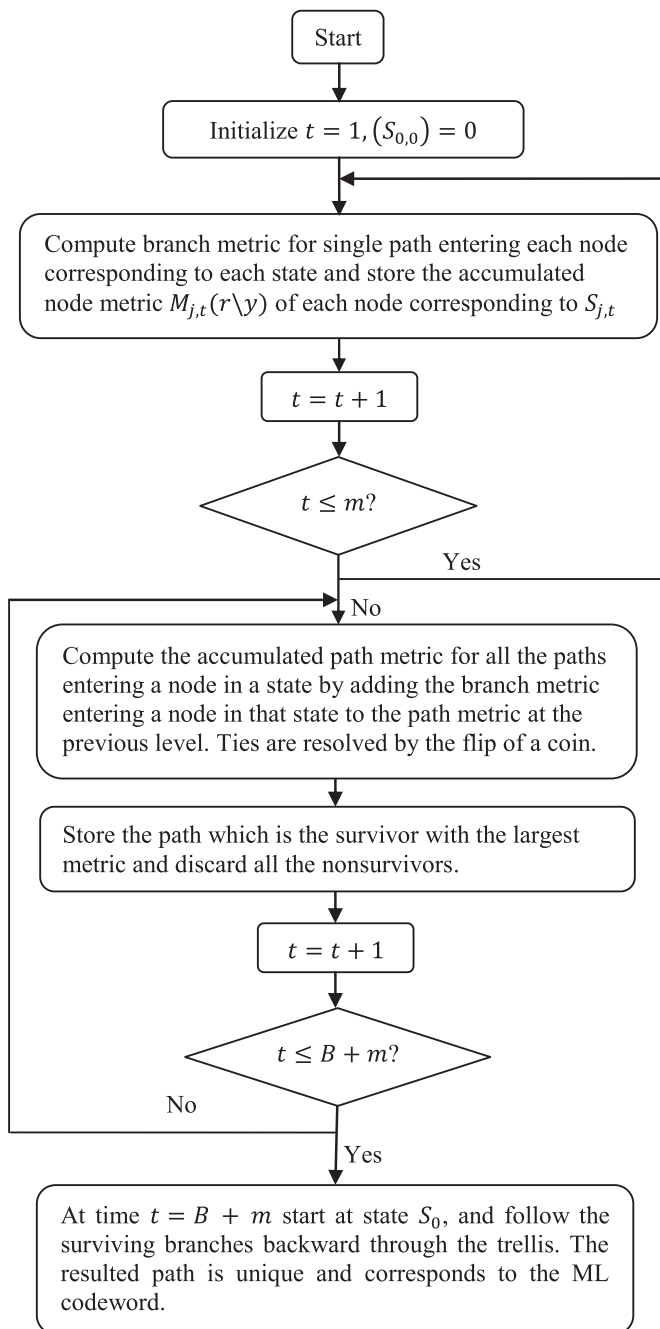 Start
Initialize t = 1, (S₀,₀) = 0
Compute branch metric for single path entering each node
corresponding to each state and store the accumulated
node metric Mⱼ,ₜ(r\y) of each node corresponding to Sⱼ,ₜ
t = t + 1
t ≤ m?
Yes
No
Compute the accumulated path metric for all the paths
entering a node in a state by adding the branch metric
entering a node in that state to the path metric at the
previous level. Ties are resolved by the flip of a coin.
Store the path which is the survivor with the largest
metric and discard all the nonsurvivors.
t = t + 1
t ≤ B + m?
No
Yes
At time t = B + m start at state S₀, and follow the
surviving branches backward through the trellis. The
resulted path is unique and corresponds to the ML
codeword.